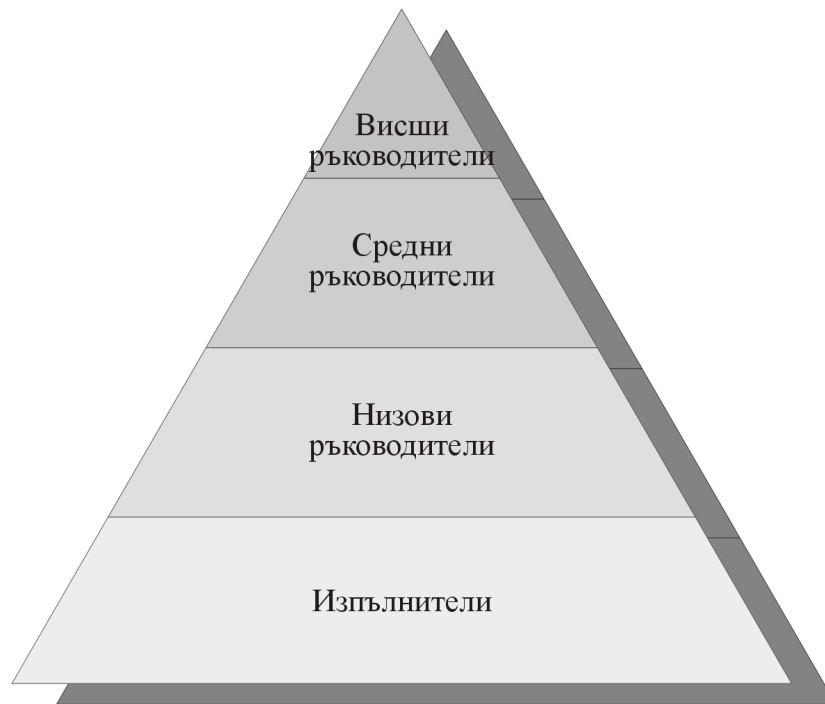 Висши
ръководители
Средни
ръководители
Низови
ръководители
Изпълнители